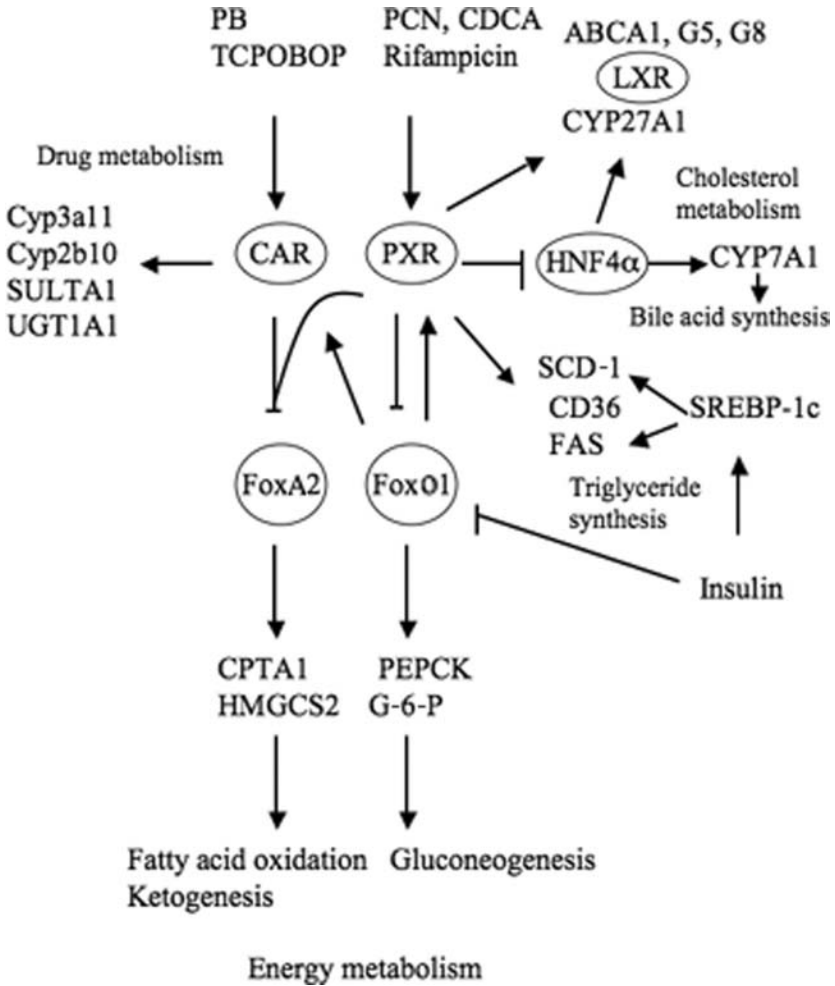 PB
TCPOBOP
PCN, CDCA
Rifampicin
ABCA1, G5, G8
LXR
CYP27A1
Drug metabolism
Cholesterol
metabolism
Cyp3a11
Cyp2b10
SULTA1
UGT1A1
CAR
PXR
HNF4α
CYP7A1
Bile acid synthesis
SCD-1
CD36
FAS
SREBP-1c
Triglyceride
synthesis
FoxA2
FoxO1
Insulin
CPTA1
HMGCS2
PEPCK
G-6-P
Fatty acid oxidation
Ketogenesis
Gluconeogenesis
Energy metabolism